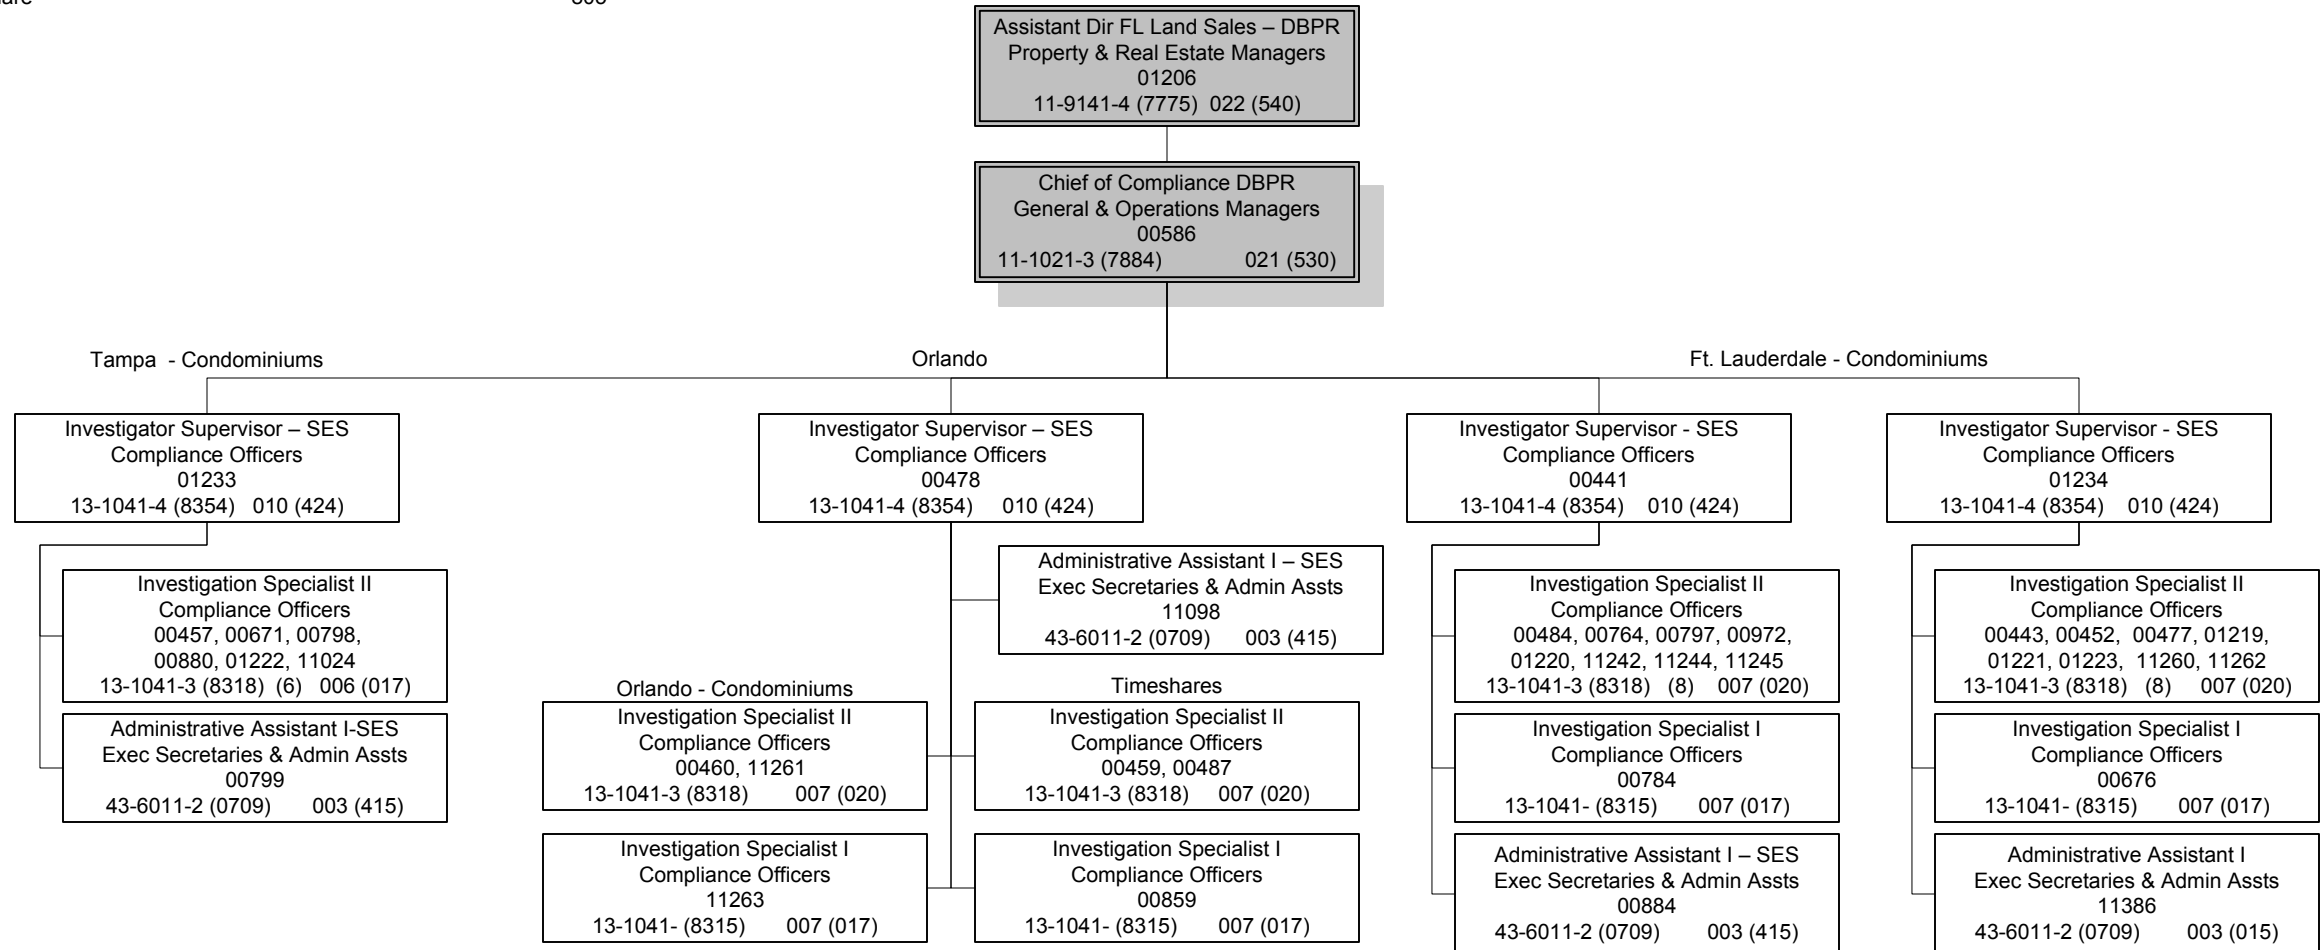 Assistant Dir FL Land Sales – DBPR
Property & Real Estate Managers
01206
11-9141-4 (7775) 022 (540)
Chief of Compliance DBPR
General & Operations Managers
00586
11-1021-3 (7884) 021 (530)
Tampa - Condominiums
Investigator Supervisor – SES
Compliance Officers
01233
13-1041-4 (8354) 010 (424)
Investigation Specialist II
Compliance Officers
00457, 00671, 00798,
00880, 01222, 11024
13-1041-3 (8318) (6) 006 (017)
Administrative Assistant I-SES
Exec Secretaries & Admin Assts
00799
43-6011-2 (0709) 003 (415)
Orlando
Investigator Supervisor – SES
Compliance Officers
00478
13-1041-4 (8354) 010 (424)
Administrative Assistant I – SES
Exec Secretaries & Admin Assts
11098
43-6011-2 (0709) 003 (415)
Orlando - Condominiums
Investigation Specialist II
Compliance Officers
00460, 11261
13-1041-3 (8318) 007 (020)
Investigation Specialist I
Compliance Officers
11263
13-1041- (8315) 007 (017)
Timeshares
Investigation Specialist II
Compliance Officers
00459, 00487
13-1041-3 (8318) 007 (020)
Investigation Specialist I
Compliance Officers
00859
13-1041- (8315) 007 (017)
Ft. Lauderdale - Condominiums
Investigator Supervisor - SES
Compliance Officers
00441
13-1041-4 (8354) 010 (424)
Investigation Specialist II
Compliance Officers
00484, 00764, 00797, 00972,
01220, 11242, 11244, 11245
13-1041-3 (8318) (8) 007 (020)
Investigation Specialist I
Compliance Officers
00784
13-1041- (8315) 007 (017)
Administrative Assistant I – SES
Exec Secretaries & Admin Assts
00884
43-6011-2 (0709) 003 (415)
Investigator Supervisor - SES
Compliance Officers
01234
13-1041-4 (8354) 010 (424)
Investigation Specialist II
Compliance Officers
00443, 00452, 00477, 01219,
01221, 01223, 11260, 11262
13-1041-3 (8318) (8) 007 (020)
Investigation Specialist I
Compliance Officers
00676
13-1041- (8315) 007 (017)
Administrative Assistant I
Exec Secretaries & Admin Assts
11386
43-6011-2 (0709) 003 (015)